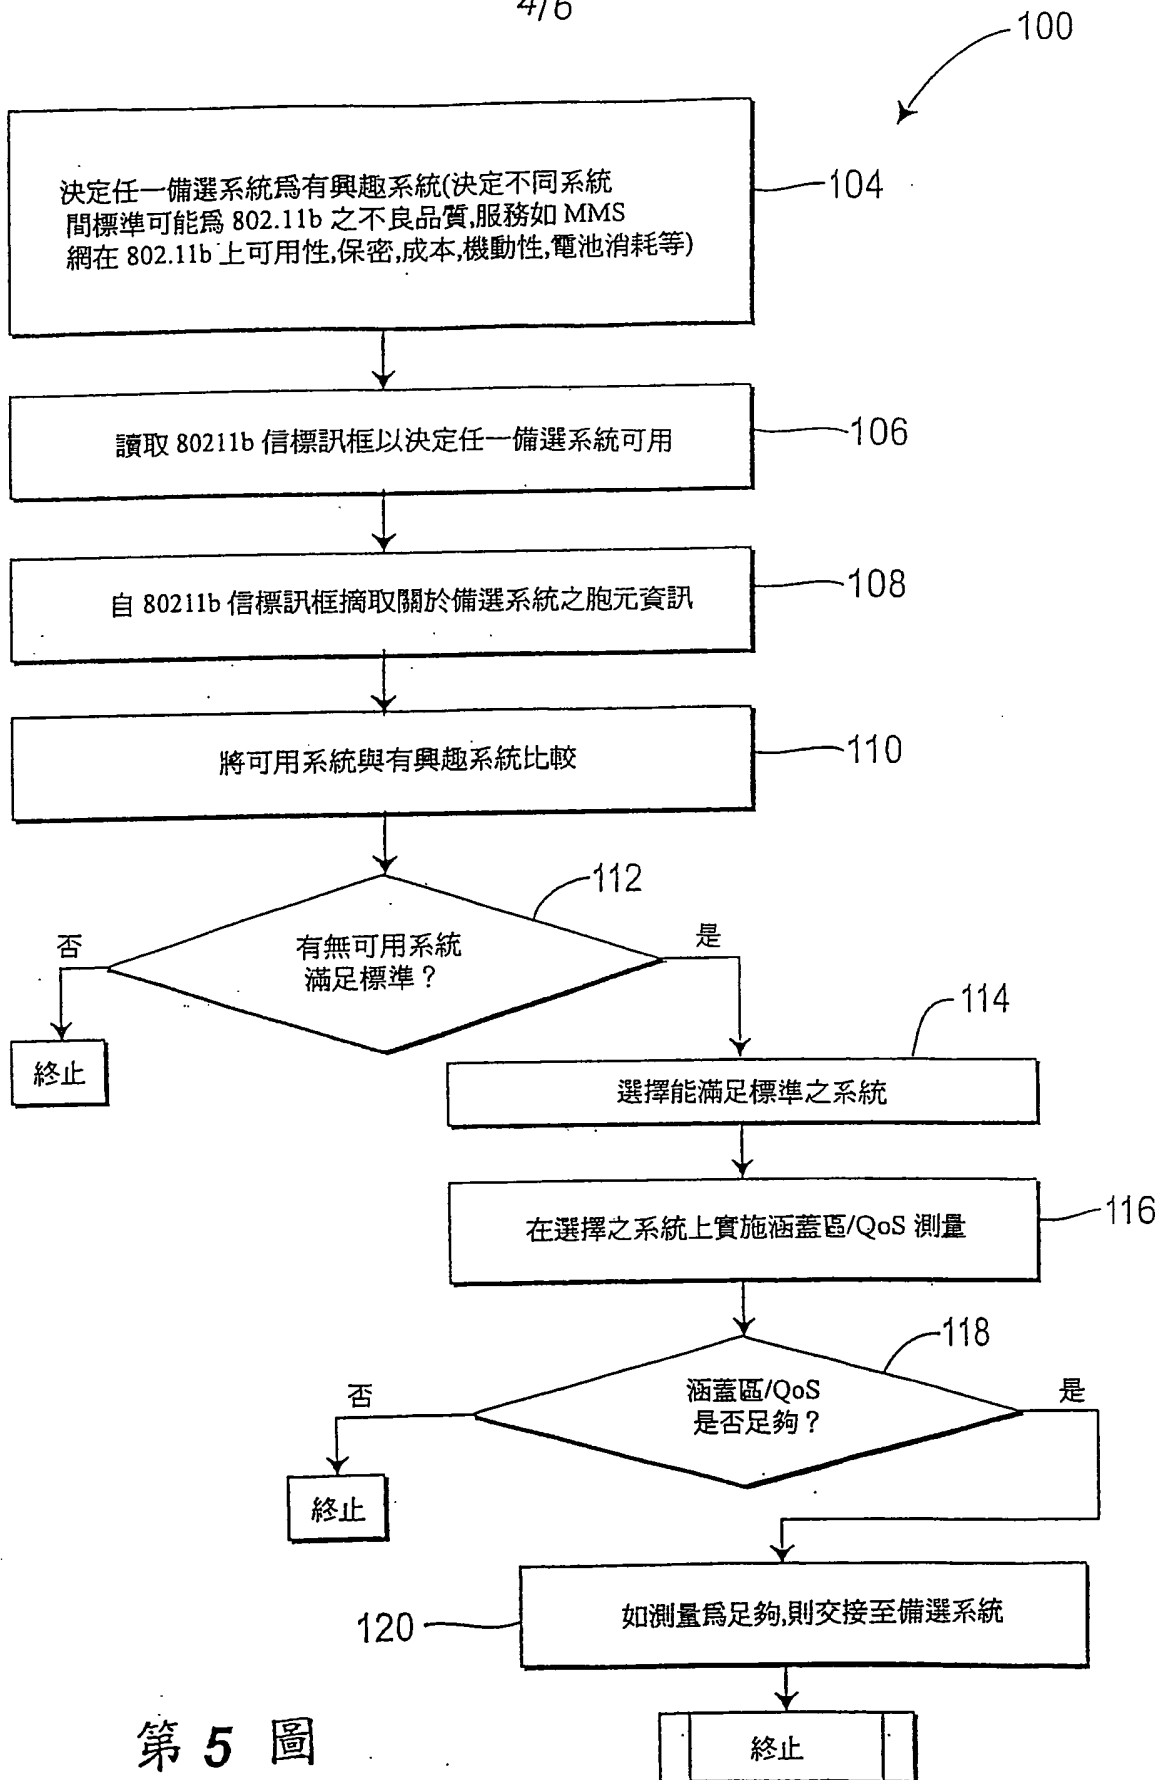 4/6
100
決定任一備選系統為有興趣系統(決定不同系統
間標準可能為 802.11b 之不良品質,服務如 MMS
網在 802.11b 上可用性,保密,成本,機動性,電池消耗等)
104
讀取 80211b 信標訊框以決定任一備選系統可用
106
自 80211b 信標訊框摘取關於備選系統之胞元資訊
108
將可用系統與有興趣系統比較
110
112
有無可用系統
滿足標準？
否
是
終止
114
選擇能滿足標準之系統
在選擇之系統上實施涵蓋區/QoS 測量
116
118
涵蓋區/QoS
是否足夠？
否
是
終止
如測量為足夠,則交接至備選系統
120
終止
第 5 圖